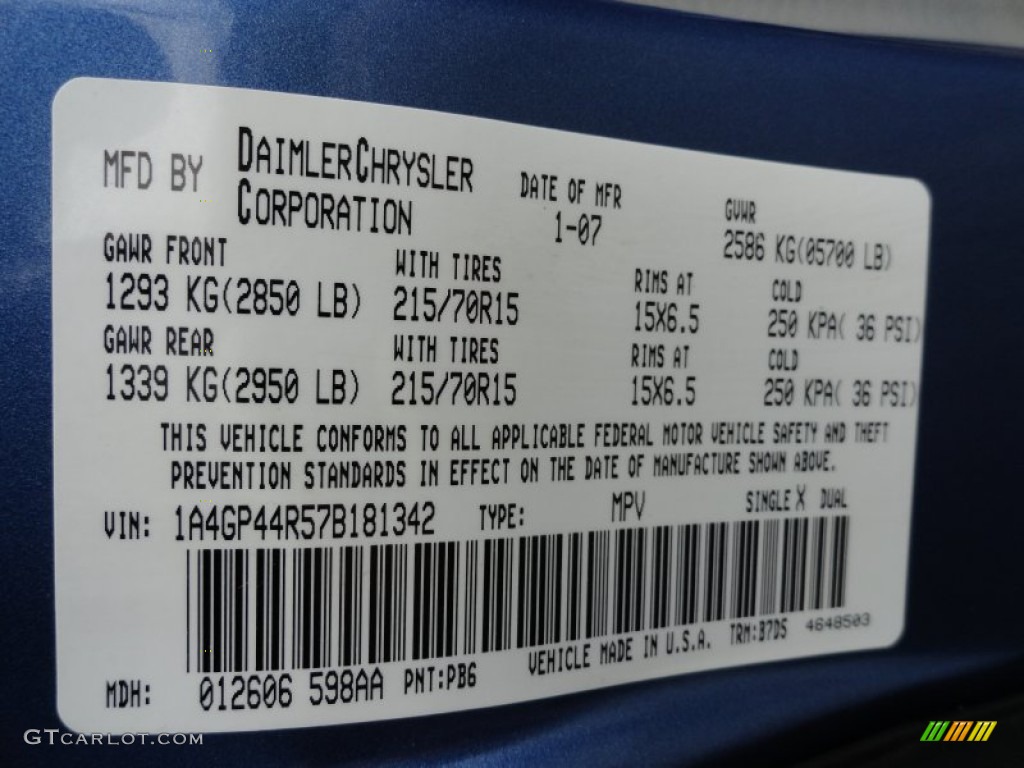 MFD BY DAIMLERCHRYSLER CORPORATION DATE OF MFR 1-07 GVWR 2586 KG(05700 LB)
GAWR FRONT WITH TIRES RIMS AT COLD
1293 KG(2850 LB) 215/70R15 15X6.5 250 KPA( 36 PSI)
GAWR REAR WITH TIRES RIMS AT COLD
1339 KG(2950 LB) 215/70R15 15X6.5 250 KPA( 36 PSI)
THIS VEHICLE CONFORMS TO ALL APPLICABLE FEDERAL MOTOR VEHICLE SAFETY AND THEFT
PREVENTION STANDARDS IN EFFECT ON THE DATE OF MANUFACTURE SHOWN ABOVE.
VIN: 1A4GP44R57B181342 TYPE: MPV SINGLE X DUAL
MDH: 012606 598AA PNT:PB6 VEHICLE MADE IN U.S.A. TRM:B7D5 4648503
GTCARLOT.COM